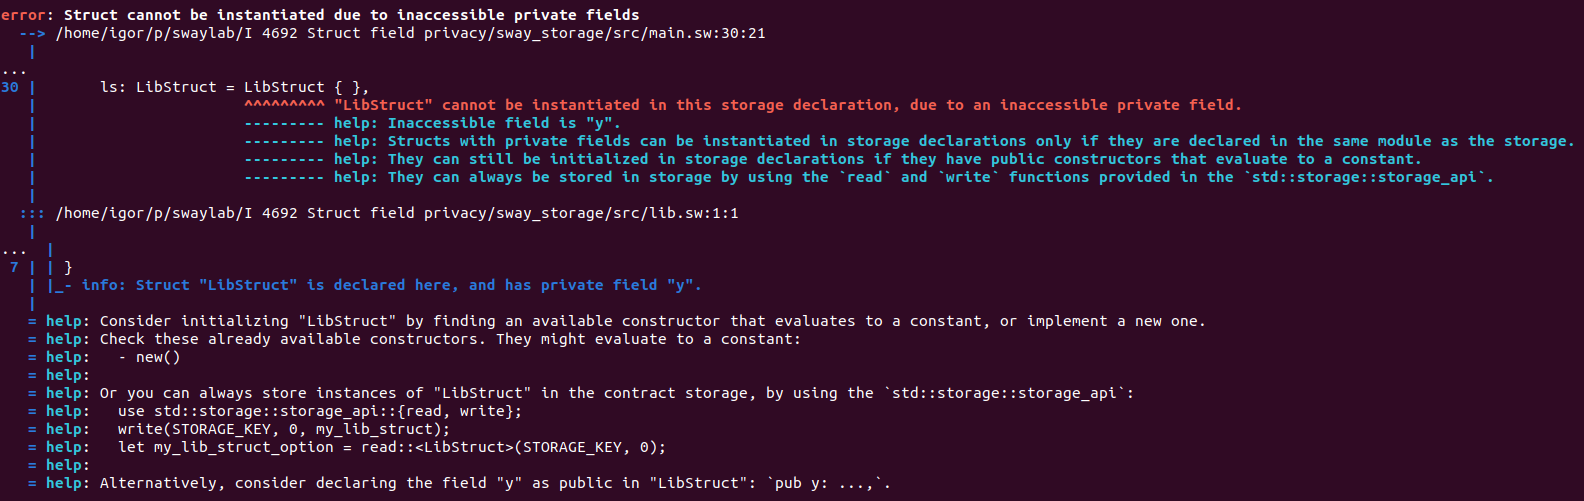 error: Struct cannot be instantiated due to inaccessible private fields
  --> /home/igor/p/swaylab/I 4692 Struct field privacy/sway_storage/src/main.sw:30:21
   |
...
30 |       ls: LibStruct = LibStruct { },
   |                       ^^^^^^^^^ "LibStruct" cannot be instantiated in this storage declaration, due to an inaccessible private field.
   |                       --------- help: Inaccessible field is "y".
   |                       --------- help: Structs with private fields can be instantiated in storage declarations only if they are declared in the same module as the storage.
   |                       --------- help: They can still be initialized in storage declarations if they have public constructors that evaluate to a constant.
   |                       --------- help: They can always be stored in storage by using the `read` and `write` functions provided in the `std::storage::storage_api`.
   |
  ::: /home/igor/p/swaylab/I 4692 Struct field privacy/sway_storage/src/lib.sw:1:1
   |
...  |
 7 | | }
   | |_- info: Struct "LibStruct" is declared here, and has private field "y".
   |
   = help: Consider initializing "LibStruct" by finding an available constructor that evaluates to a constant, or implement a new one.
   = help: Check these already available constructors. They might evaluate to a constant:
   = help:   - new()
   = help:
   = help: Or you can always store instances of "LibStruct" in the contract storage, by using the `std::storage::storage_api`:
   = help:   use std::storage::storage_api::{read, write};
   = help:   write(STORAGE_KEY, 0, my_lib_struct);
   = help:   let my_lib_struct_option = read::<LibStruct>(STORAGE_KEY, 0);
   = help:
   = help: Alternatively, consider declaring the field "y" as public in "LibStruct": `pub y: ...,`.